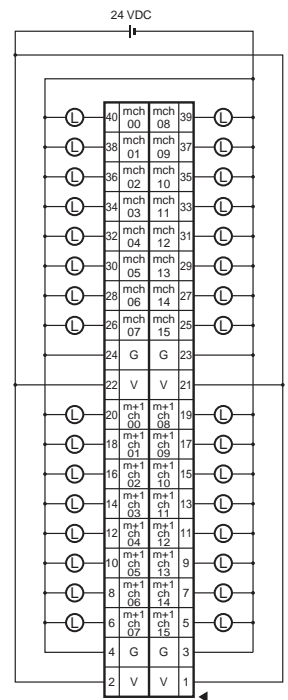 24 VDC
L 40 mch 00 mch 08 39 L
L 38 mch 01 mch 09 37 L
L 36 mch 02 mch 10 35 L
L 34 mch 03 mch 11 33 L
L 32 mch 04 mch 12 31 L
L 30 mch 05 mch 13 29 L
L 28 mch 06 mch 14 27 L
L 26 mch 07 mch 15 25 L
24 G G 23
22 V V 21
L 20 m+1 ch 00 m+1 ch 08 19 L
L 18 m+1 ch 01 m+1 ch 09 17 L
L 16 m+1 ch 02 m+1 ch 10 15 L
L 14 m+1 ch 03 m+1 ch 11 13 L
L 12 m+1 ch 04 m+1 ch 12 11 L
L 10 m+1 ch 05 m+1 ch 13 9 L
L 8 m+1 ch 06 m+1 ch 14 7 L
L 6 m+1 ch 07 m+1 ch 15 5 L
4 G G 3
2 V V 1